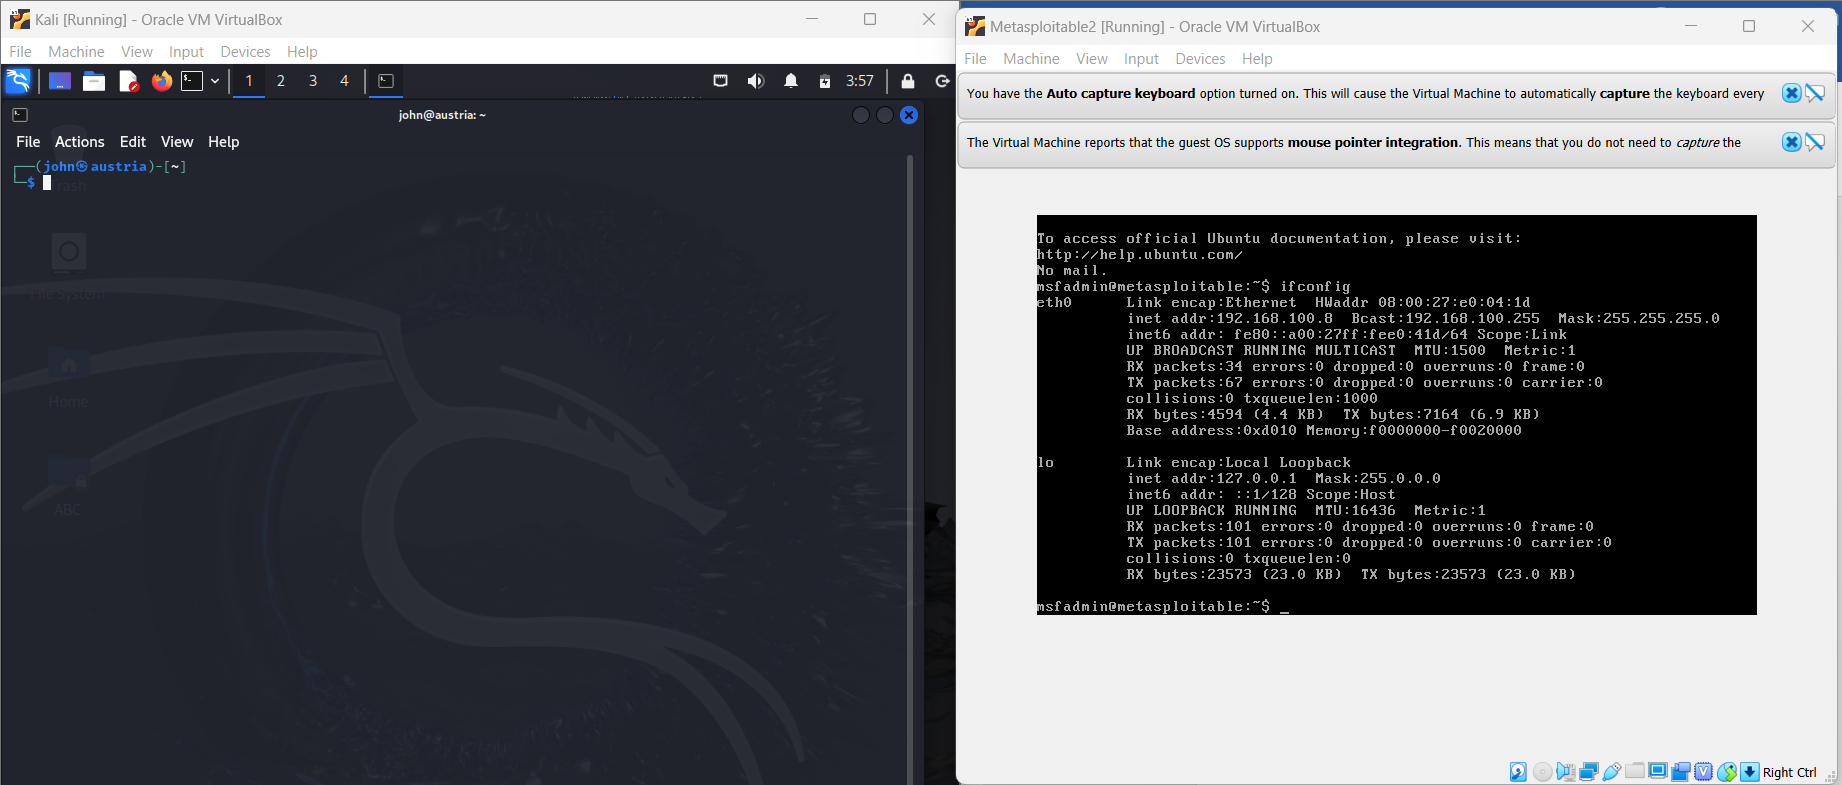 Kali [Running] - Oracle VM VirtualBox
File Machine View Input Devices Help
1 2 3 4 3:57
john@austria: ~
File Actions Edit View Help
(john㉿austria)-[~]
$
Trash
File System
Home
ABC
Metasploitable2 [Running] - Oracle VM VirtualBox
File Machine View Input Devices Help
You have the Auto capture keyboard option turned on. This will cause the Virtual Machine to automatically capture the keyboard every
The Virtual Machine reports that the guest OS supports mouse pointer integration. This means that you do not need to capture the
To access official Ubuntu documentation, please visit:
http://help.ubuntu.com/
No mail.
msfadmin@metasploitable:~$ ifconfig
eth0 Link encap:Ethernet HWaddr 08:00:27:e0:04:1d
inet addr:192.168.100.8 Bcast:192.168.100.255 Mask:255.255.255.0
inet6 addr: fe80::a00:27ff:fee0:41d/64 Scope:Link
UP BROADCAST RUNNING MULTICAST MTU:1500 Metric:1
RX packets:34 errors:0 dropped:0 overruns:0 frame:0
TX packets:67 errors:0 dropped:0 overruns:0 carrier:0
collisions:0 txqueuelen:1000
RX bytes:4594 (4.4 KB) TX bytes:7164 (6.9 KB)
Base address:0xd010 Memory:f0000000-f0020000
lo Link encap:Local Loopback
inet addr:127.0.0.1 Mask:255.0.0.0
inet6 addr: ::1/128 Scope:Host
UP LOOPBACK RUNNING MTU:16436 Metric:1
RX packets:101 errors:0 dropped:0 overruns:0 frame:0
TX packets:101 errors:0 dropped:0 overruns:0 carrier:0
collisions:0 txqueuelen:0
RX bytes:23573 (23.0 KB) TX bytes:23573 (23.0 KB)
msfadmin@metasploitable:~$ _
Right Ctrl